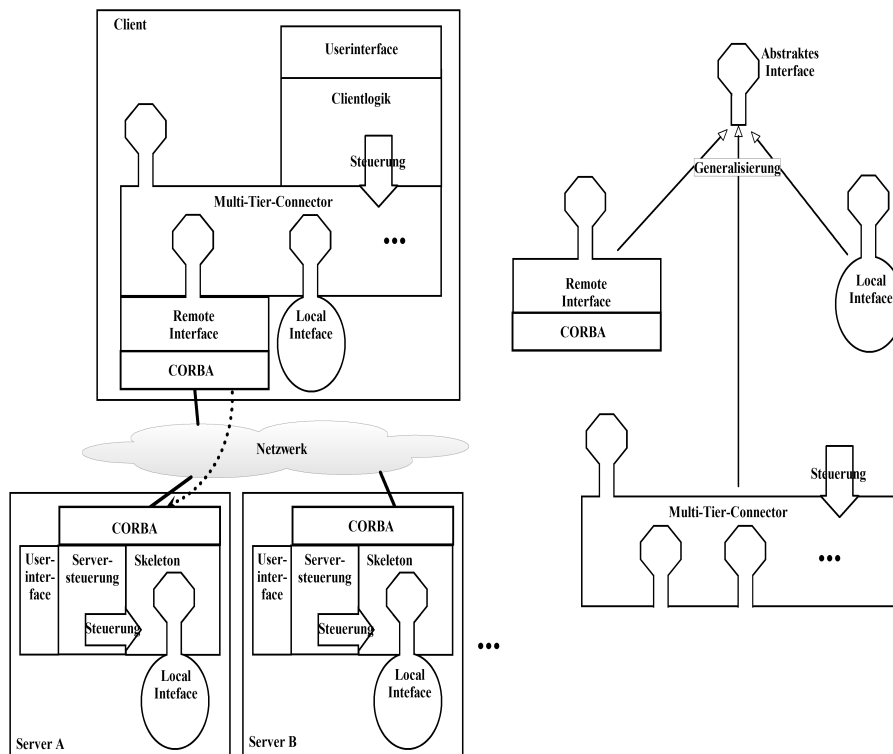 Client
Userinterface
Clientlogik
Steuerung
Multi-Tier-Connector
...
Remote
Interface
CORBA
Local
Inteface
Netzwerk
CORBA
User-
inter-
face
Server-
steuerung
Skeleton
Steuerung
Local
Inteface
Server A
CORBA
User-
inter-
face
Server-
steuerung
Skeleton
Steuerung
Local
Inteface
Server B
...
Abstraktes
Interface
Generalisierung
Remote
Interface
CORBA
Local
Inteface
Steuerung
Multi-Tier-Connector
...